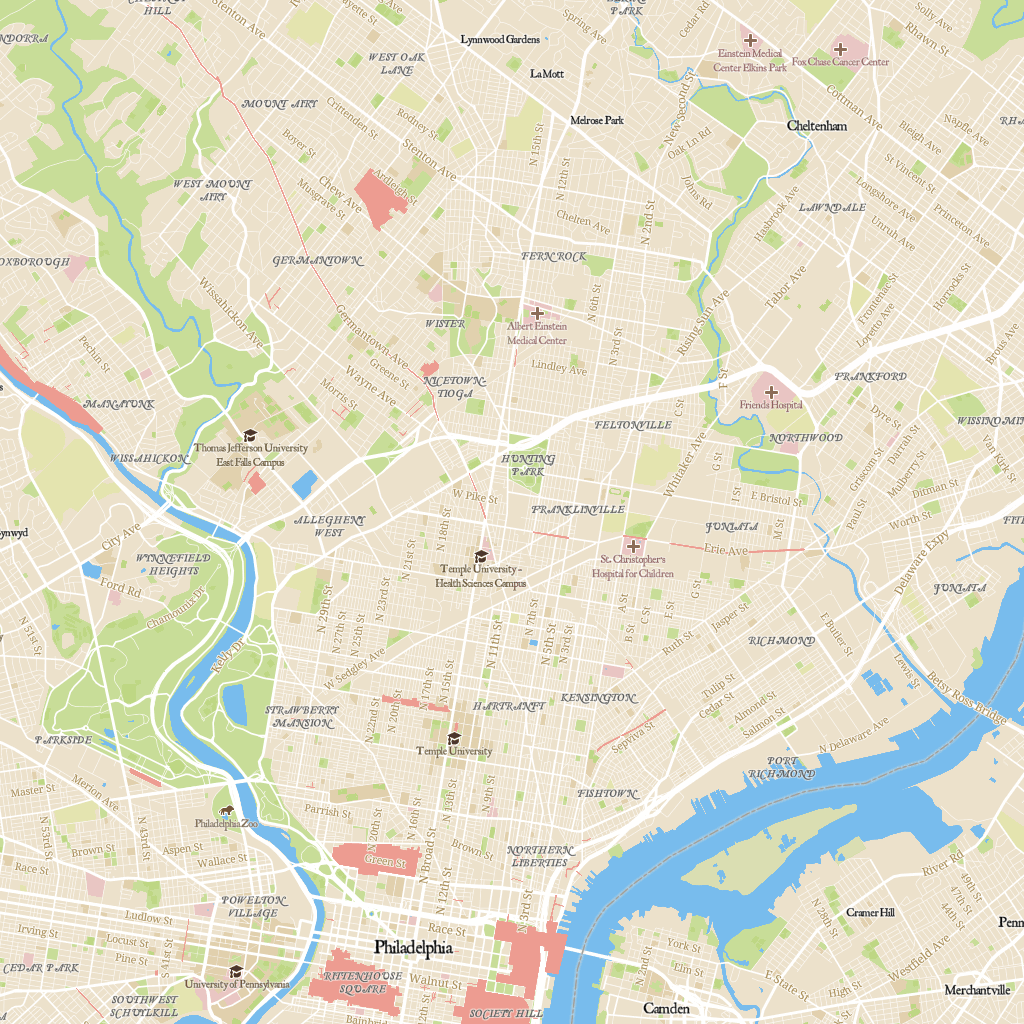 CHESTNUT
HILL
Stenton Ave
Fayette St
Spring Ave
PARK
Cedar Rd
Solly Ave
Rhawn St
Lynnwood Gardens
Einstein Medical
Center Elkins Park
Fox Chase Cancer Center
WEST OAK
LANE
La Mott
MOUNT AIRY
Crittenden St
Rodney St
Melrose Park
New Second St
Cottman Ave
Cheltenham
Napfle Ave
Bleigh Ave
Boyer St
Stenton Ave
N 15th St
Oak Ln Rd
St Vincent St
WEST MOUNT
AIRY
Chew Ave
Musgrave St
Ardleigh St
N 12th St
Johns Rd
Longshore Ave
Hasbrook Ave
LAWNDALE
Princeton Ave
Chelten Ave
N 2nd St
Unruh Ave
GERMANTOWN
FERN ROCK
Tabor Ave
Horrocks St
Wissahickon Ave
N 6th St
Frontenac St
Loretto Ave
Germantown Ave
WISTER
Albert Einstein
Medical Center
Rising Sun Ave
N 3rd St
Brous Ave
Pechin St
Greene St
Wayne Ave
Morris St
NICETOWN-
TIOGA
Lindley Ave
F St
FRANKFORD
MANAYUNK
C St
Friends Hospital
Dyre St
FELTONVILLE
Thomas Jefferson University
East Falls Campus
NORTHWOOD
Darrah St
Griscom St
Mulberry St
Van Kirk St
WISSAHICKON
HUNTING
PARK
Whitaker Ave
G St
I St
E Bristol St
Ditman St
W Pike St
FRANKLINVILLE
Paul St
Worth St
City Ave
ALLEGHENY
WEST
N 18th St
JUNIATA
M St
Delaware Expy
WYNNEFIELD
HEIGHTS
N 21st St
Temple University -
Health Sciences Campus
Erie Ave
St. Christopher's
Hospital for Children
JUNIATA
Ford Rd
Chamounix Dr
N 29th St
N 23rd St
N 7th St
A St
C St
E St
G St
Jasper St
N 51st St
N 27th St
N 25th St
N 11th St
N 5th St
N 3rd St
B St
Ruth St
RICHMOND
E Butler St
Kelly Dr
W Sedgley Ave
Lewis St
Betsy Ross Bridge
N 17th St
N 15th St
Tulip St
Cedar St
STRAWBERRY
MANSION
N 22nd St
N 20th St
HARTRANFT
KENSINGTON
Almond St
Salmon St
PARKSIDE
Temple University
Sepviva St
N Delaware Ave
PORT
RICHMOND
Master St
Merion Ave
Philadelphia Zoo
Parrish St
N 13th St
N 9th St
FISHTOWN
N 53rd St
N 43rd St
Brown St
Aspen St
Wallace St
N 20th St
N 16th St
N Broad St
Brown St
NORTHERN
LIBERTIES
Race St
Green St
River Rd
POWELTON
VILLAGE
N 12th St
N 3rd St
49th St
47th St
44th St
Ludlow St
Irving St
Race St
Cramer Hill
N 28th St
Locust St
Pine St
Philadelphia
York St
Westfield Ave
CEDAR PARK
S 41st St
University of Pennsylvania
RITTENHOUSE
SQUARE
Walnut St
N 2nd St
Elm St
E State St
High St
Merchantville
SOUTHWEST
SCHUYLKILL
SOCIETY HILL
Camden